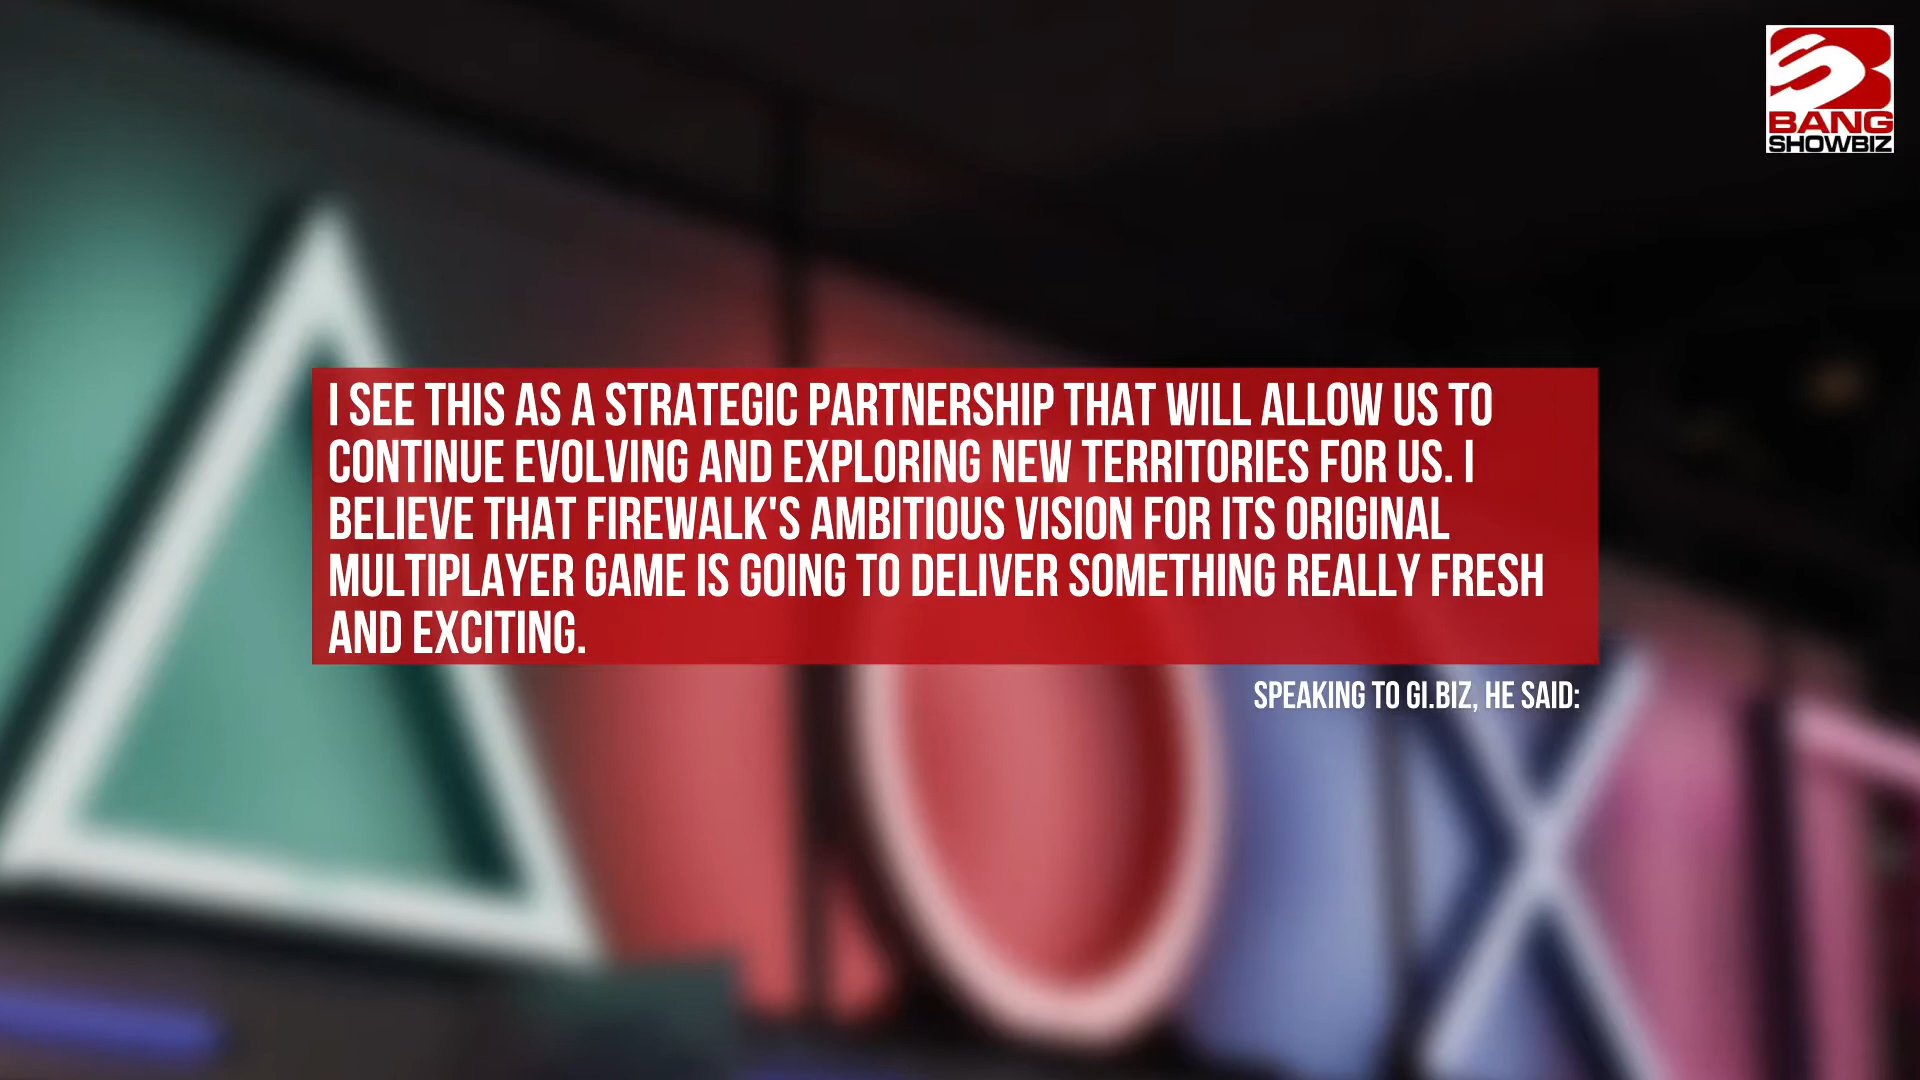 BANG
SHOWBIZ
I SEE THIS AS A STRATEGIC PARTNERSHIP THAT WILL ALLOW US TO
CONTINUE EVOLVING AND EXPLORING NEW TERRITORIES FOR US. I
BELIEVE THAT FIREWALK'S AMBITIOUS VISION FOR ITS ORIGINAL
MULTIPLAYER GAME IS GOING TO DELIVER SOMETHING REALLY FRESH
AND EXCITING.
SPEAKING TO GI.BIZ, HE SAID: